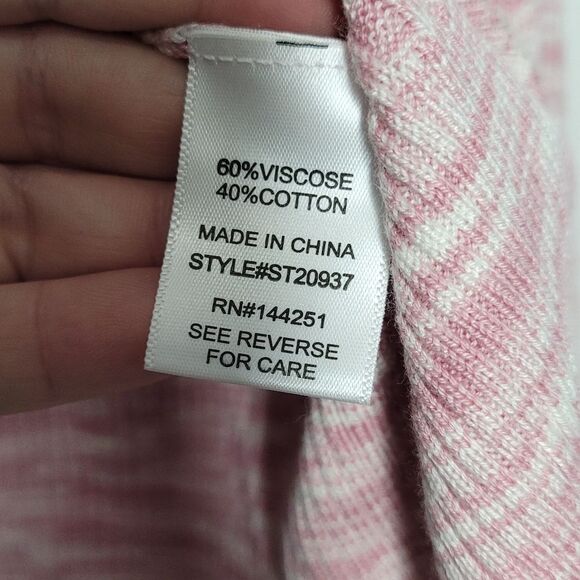 60%VISCOSE
40%COTTON
MADE IN CHINA
STYLE#ST20937
RN#144251
SEE REVERSE
FOR CARE